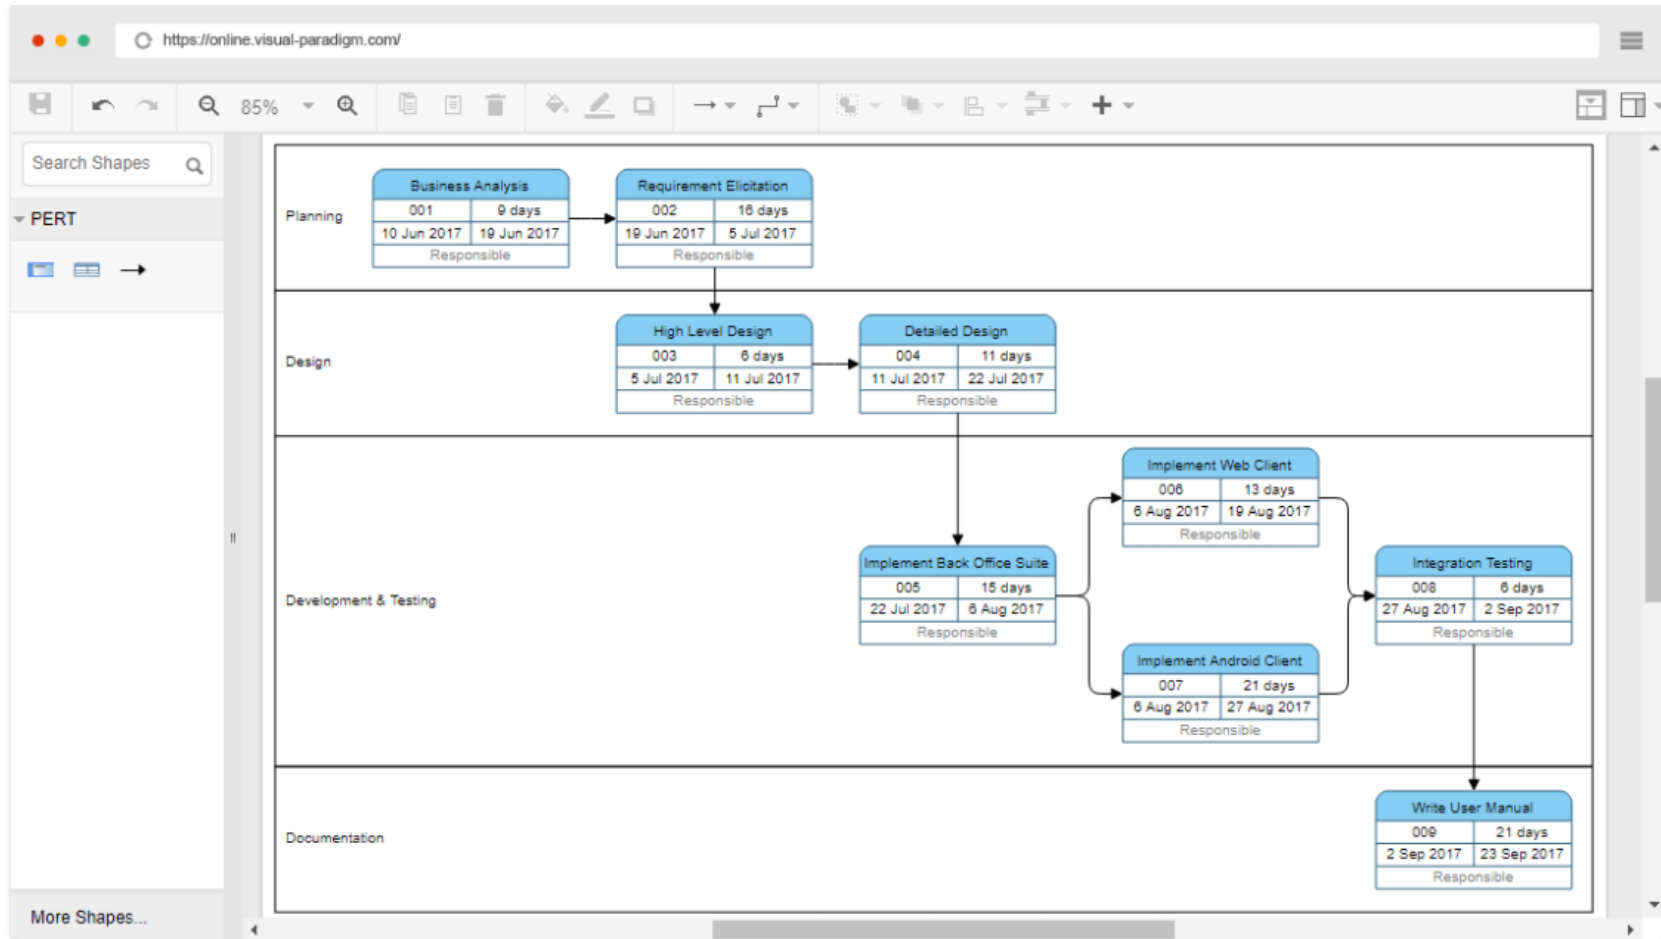 https://online.visual-paradigm.com/
85%
Search Shapes
PERT
More Shapes...
Planning
Business Analysis
001 9 days
10 Jun 2017 19 Jun 2017
Responsible
Requirement Elicitation
002 16 days
19 Jun 2017 5 Jul 2017
Responsible
Design
High Level Design
003 6 days
5 Jul 2017 11 Jul 2017
Responsible
Detailed Design
004 11 days
11 Jul 2017 22 Jul 2017
Responsible
Development & Testing
Implement Back Office Suite
005 15 days
22 Jul 2017 6 Aug 2017
Responsible
Implement Web Client
006 13 days
6 Aug 2017 19 Aug 2017
Responsible
Implement Android Client
007 21 days
6 Aug 2017 27 Aug 2017
Responsible
Integration Testing
008 6 days
27 Aug 2017 2 Sep 2017
Responsible
Documentation
Write User Manual
009 21 days
2 Sep 2017 23 Sep 2017
Responsible